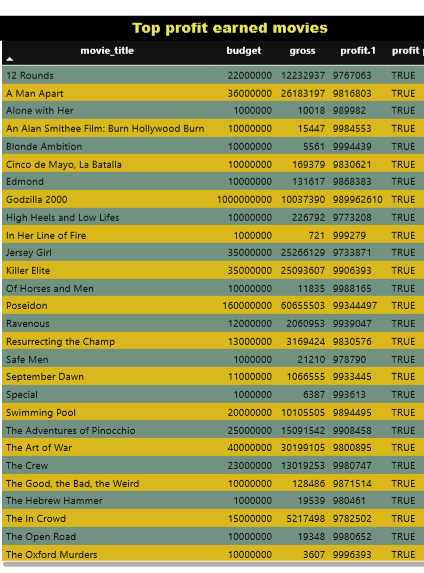 Top profit earned movies
movie_title budget gross profit.1 profit
12 Rounds 22000000 12232937 9767063 TRUE
A Man Apart 36000000 26183197 9816803 TRUE
Alone with Her 1000000 10018 989982 TRUE
An Alan Smithee Film: Burn Hollywood Burn 10000000 15447 9984553 TRUE
Blonde Ambition 10000000 5561 9994439 TRUE
Cinco de Mayo, La Batalla 10000000 169379 9830621 TRUE
Edmond 10000000 131617 9868383 TRUE
Godzilla 2000 1000000000 10037390 989962610 TRUE
High Heels and Low Lifes 10000000 226792 9773208 TRUE
In Her Line of Fire 1000000 721 999279 TRUE
Jersey Girl 35000000 25266129 9733871 TRUE
Killer Elite 35000000 25093607 9906393 TRUE
Of Horses and Men 10000000 11835 9988165 TRUE
Poseidon 160000000 60655503 99344497 TRUE
Ravenous 12000000 2060953 9939047 TRUE
Resurrecting the Champ 13000000 3169424 9830576 TRUE
Safe Men 1000000 21210 978790 TRUE
September Dawn 11000000 1066555 9933445 TRUE
Special 1000000 6387 993613 TRUE
Swimming Pool 20000000 10105505 9894495 TRUE
The Adventures of Pinocchio 25000000 15091542 9908458 TRUE
The Art of War 40000000 30199105 9800895 TRUE
The Crew 23000000 13019253 9980747 TRUE
The Good, the Bad, the Weird 10000000 128486 9871514 TRUE
The Hebrew Hammer 1000000 19539 980461 TRUE
The In Crowd 15000000 5217498 9782502 TRUE
The Open Road 10000000 19348 9980652 TRUE
The Oxford Murders 10000000 3607 9996393 TRUE